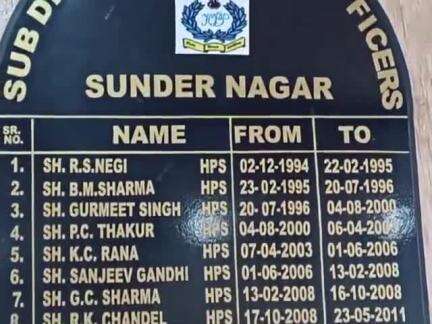 SUB D
FICERS
SUNDER NAGAR
SR. NO. NAME FROM TO
1. SH. R.S.NEGI HPS 02-12-1994 22-02-1995
2. SH. B.M.SHARMA HPS 23-02-1995 20-07-1996
3. SH. GURMEET SINGH HPS 20-07-1996 04-08-2000
4. SH. P.C. THAKUR HPS 04-08-2000 06-04-
5. SH. K.C. RANA HPS 07-04-2003 01-06-2006
6. SH. SANJEEV GANDHI HPS 01-06-2006 13-02-2008
7. SH. G.C. SHARMA HPS 13-02-2008 16-10-2008
8. SH. R.K. CHANDEL HPS 17-10-2008 23-05-2011